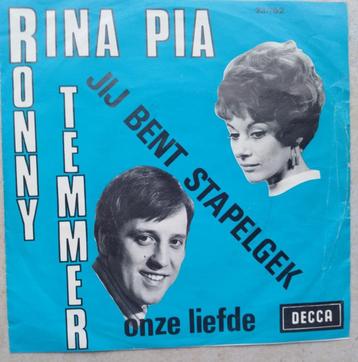 RINA PIA
RONNY
TEMMER
JIJ BENT STAPELGEK
onze liefde
DECCA